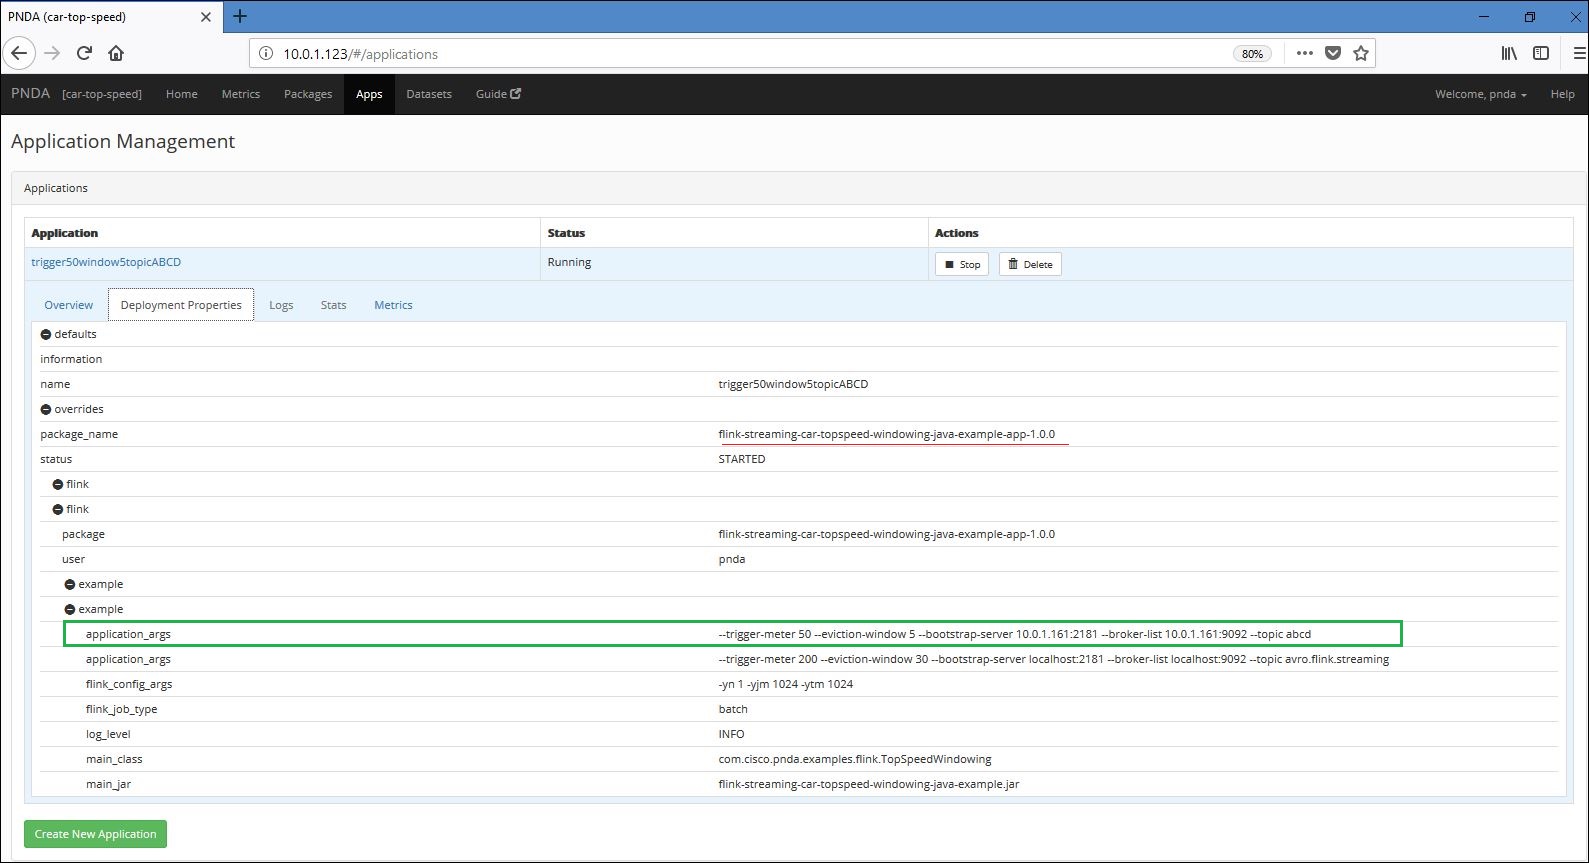 PNDA (car-top-speed)
10.0.1.123/#/applications 80%
PNDA [car-top-speed] Home Metrics Packages Apps Datasets Guide Welcome, pnda Help
Application Management
Applications
Application Status Actions
trigger50window5topicABCD Running Stop Delete
Overview Deployment Properties Logs Stats Metrics
defaults
information
name trigger50window5topicABCD
overrides
package_name flink-streaming-car-topspeed-windowing-java-example-app-1.0.0
status STARTED
flink
flink
package flink-streaming-car-topspeed-windowing-java-example-app-1.0.0
user pnda
example
example
application_args --trigger-meter 50 --eviction-window 5 --bootstrap-server 10.0.1.161:2181 --broker-list 10.0.1.161:9092 --topic abcd
application_args --trigger-meter 200 --eviction-window 30 --bootstrap-server localhost:2181 --broker-list localhost:9092 --topic avro.flink.streaming
flink_config_args -yn 1 -yjm 1024 -ytm 1024
flink_job_type batch
log_level INFO
main_class com.cisco.pnda.examples.flink.TopSpeedWindowing
main_jar flink-streaming-car-topspeed-windowing-java-example.jar
Create New Application